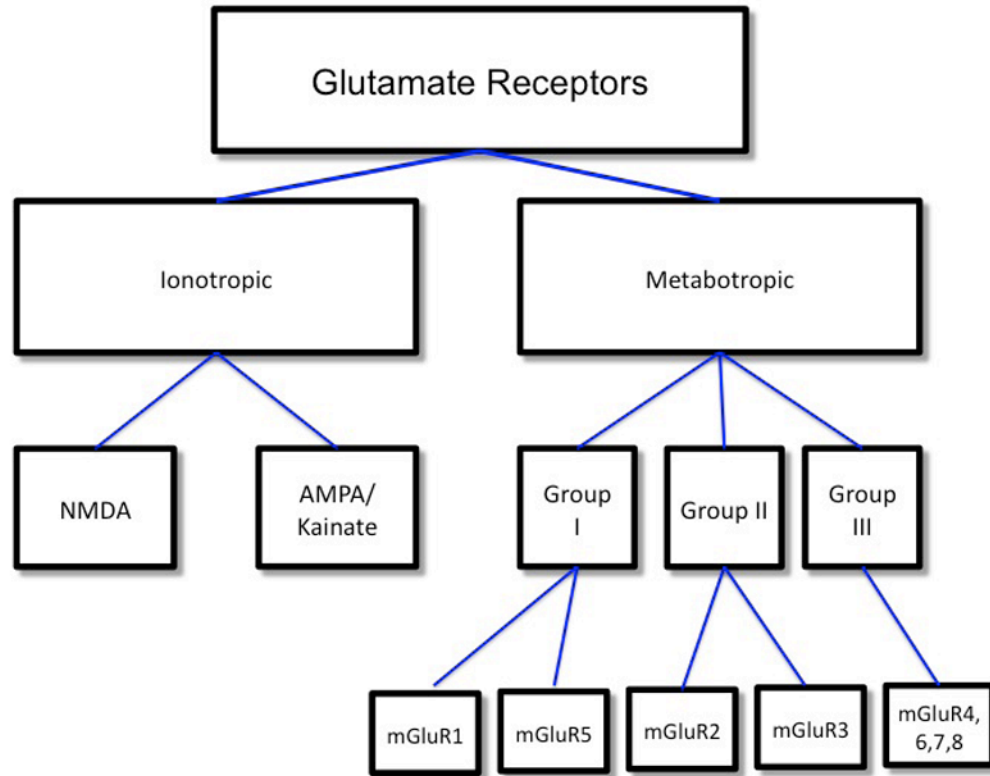 Glutamate Receptors
Ionotropic
Metabotropic
NMDA
AMPA/
Kainate
Group
I
Group II
Group
III
mGluR1
mGluR5
mGluR2
mGluR3
mGluR4,
6,7,8